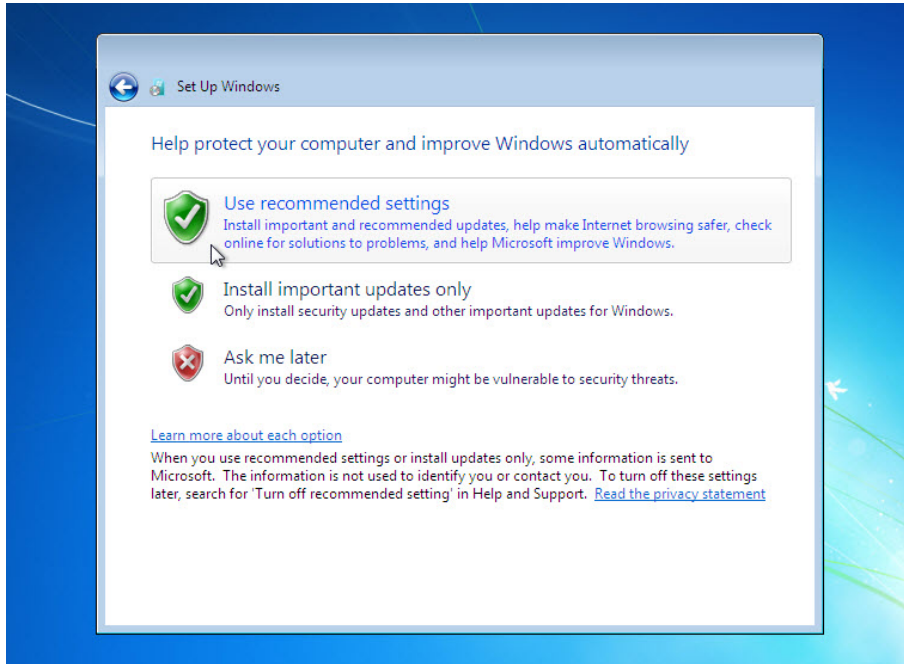 Set Up Windows
Help protect your computer and improve Windows automatically
Use recommended settings
Install important and recommended updates, help make Internet browsing safer, check
online for solutions to problems, and help Microsoft improve Windows.
Install important updates only
Only install security updates and other important updates for Windows.
Ask me later
Until you decide, your computer might be vulnerable to security threats.
Learn more about each option
When you use recommended settings or install updates only, some information is sent to
Microsoft. The information is not used to identify you or contact you. To turn off these settings
later, search for 'Turn off recommended setting' in Help and Support. Read the privacy statement